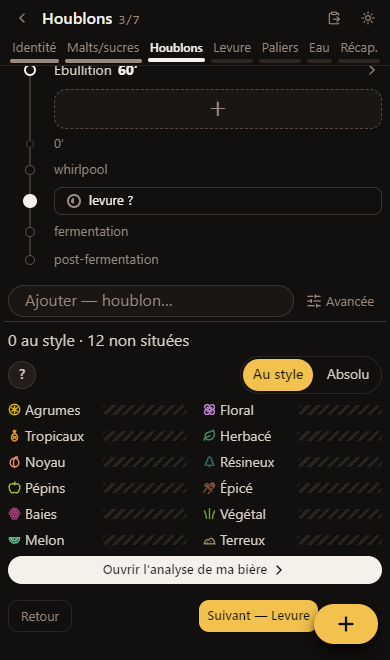 Houblons 3/7
Identité Malts/sucres Houblons Levure Paliers Eau Récap.
Ébullition 60'
0'
whirlpool
levure ?
fermentation
post-fermentation
Ajouter — houblon... Avancée
0 au style · 12 non situées
? Au style Absolu
Agrumes Floral
Tropicaux Herbacé
Noyau Résineux
Pépins Épicé
Baies Végétal
Melon Terreux
Ouvrir l'analyse de ma bière
Retour Suivant — Levure